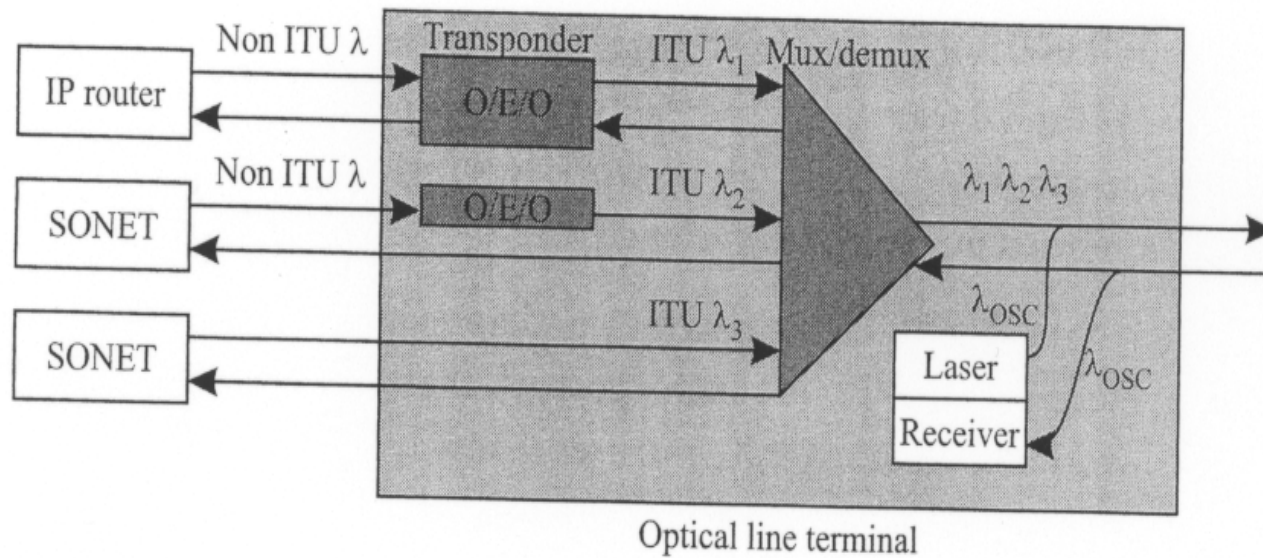 Non ITU λ
Transponder
ITU λ1
Mux/demux
IP router
O/E/O
Non ITU λ
ITU λ2
λ1 λ2 λ3
SONET
O/E/O
ITU λ3
λOSC
SONET
Laser
λOSC
Receiver
Optical line terminal